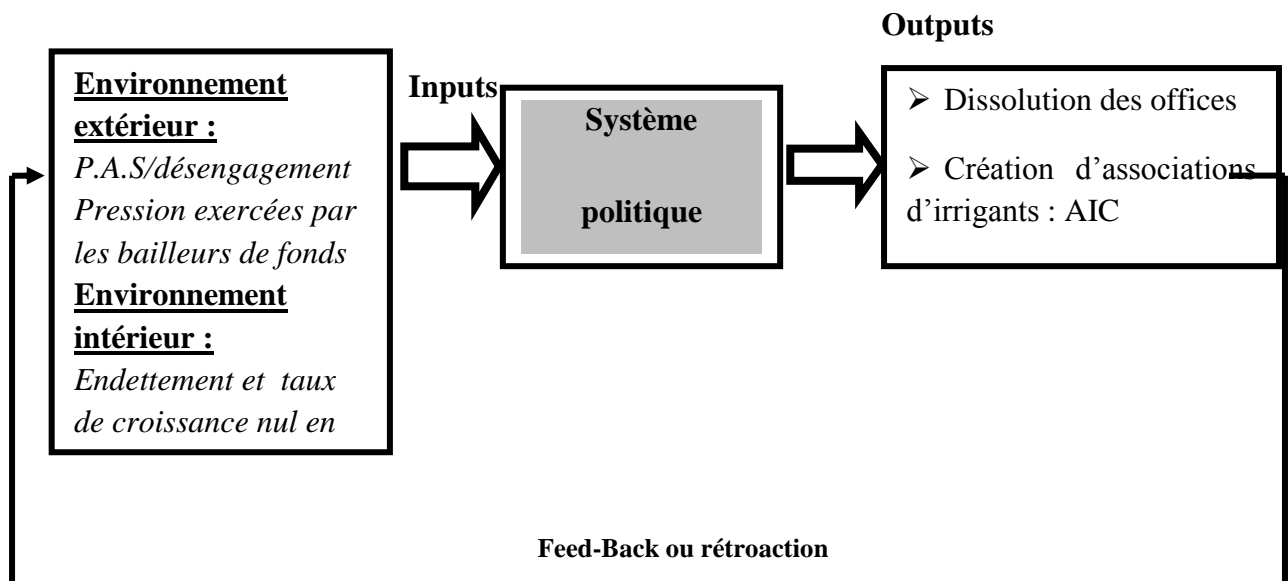 Outputs
Environnement
extérieur :
P.A.S/désengagement
Pression exercées par
les bailleurs de fonds
Environnement
intérieur :
Endettement et taux
de croissance nul en
Inputs
Système
politique
➢ Dissolution des offices
➢ Création d'associations
d'irrigants : AIC
Feed-Back ou rétroaction